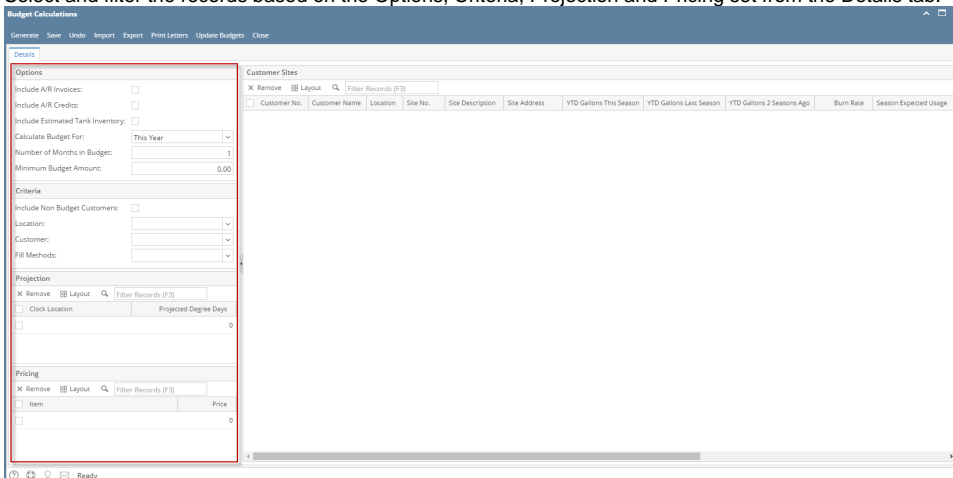 Select and filter the records based on the Options, Criteria, Projection and Pricing set from the Details tab.
Budget Calculations
Generate Save Undo Import Export Print Letters Update Budgets Close
Details
Options
Include A/R Invoices:
Include A/R Credits:
Include Estimated Tank Inventory:
Calculate Budget For: This Year
Number of Months in Budget: 1
Minimum Budget Amount: 0.00
Criteria
Include Non Budget Customers:
Location:
Customer:
Fill Methods:
Projection
Remove Layout Filter Records (F3)
Clock Location Projected Degree Days
0
Pricing
Remove Layout Filter Records (F3)
Item Price
0
Customer Sites
Remove Layout Filter Records (F3)
Customer No. Customer Name Location Site No. Site Description Site Address YTD Gallons This Season YTD Gallons Last Season YTD Gallons 2 Seasons Ago Burn Rate Season Expected Usage
Ready